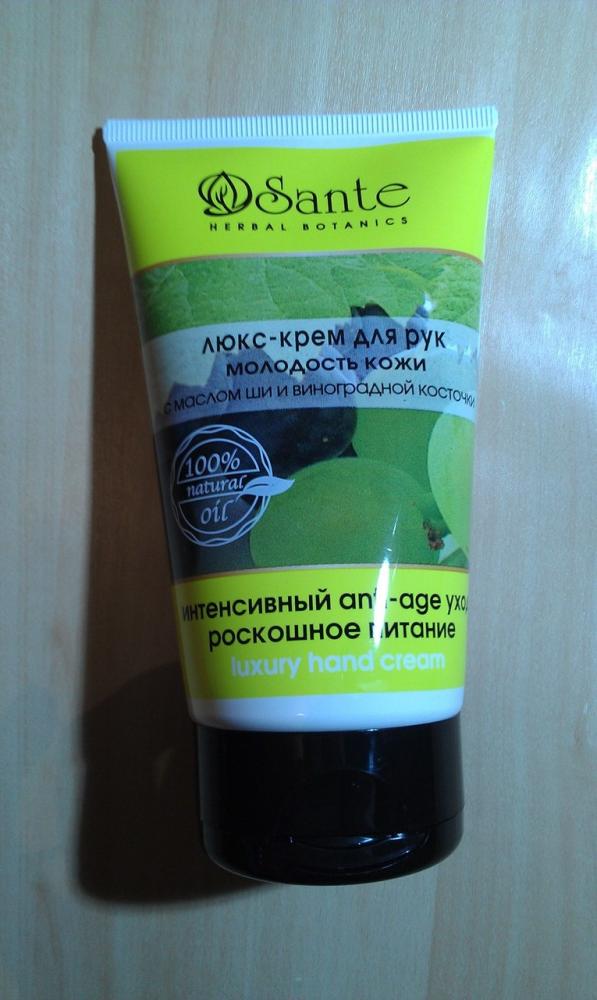 Sante
HERBAL BOTANICS
люкс-крем для рук
молодость кожи
с маслом ши и виноградной косточки
100%
natural
oil
интенсивный anti-age ухо
роскошное питание
luxury hand cream